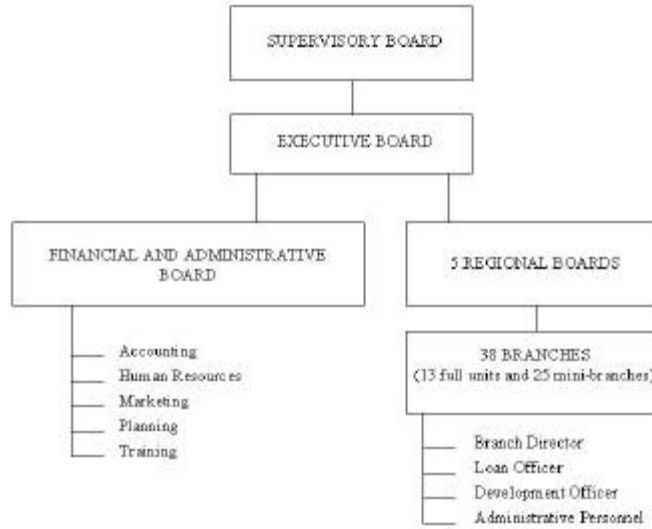 SUPERVISORY BOARD
EXECUTIVE BOARD
FINANCIAL AND ADMINISTRATIVE
BOARD
5 REGIONAL BOARDS
Accounting
Human Resources
Marketing
Planning
Training
38 BRANCHES
(13 full units and 25 mini-branches)
Branch Director
Loan Officer
Development Officer
Administrative Personnel